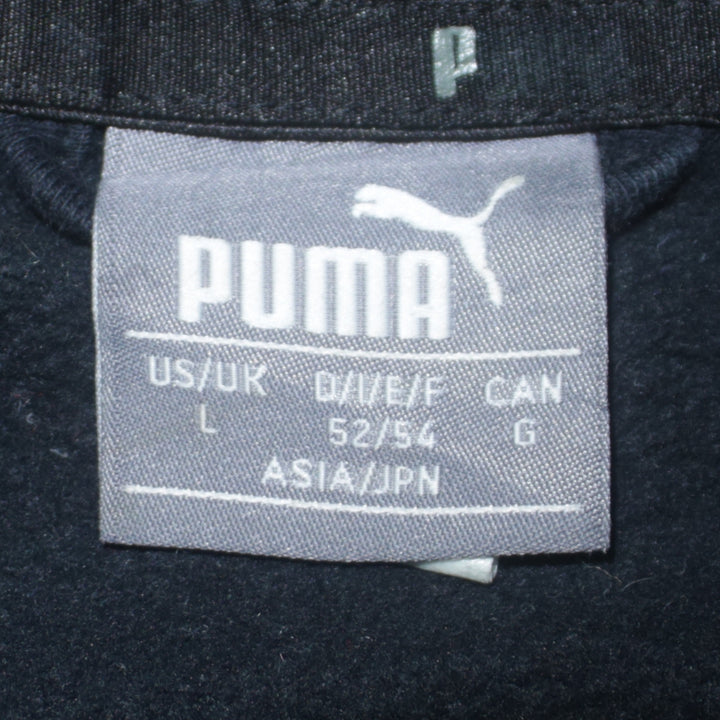 P
PUMA
US/UK D/I/E/F CAN
L 52/54 G
ASIA/JPN